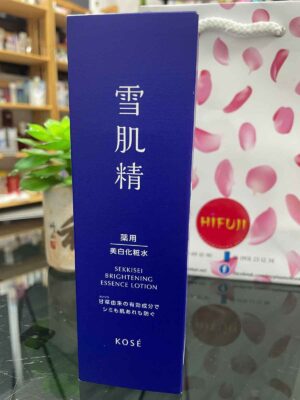 雪肌精
薬用
美白化粧水
SEKKISEI
BRIGHTENING
ESSENCE LOTION
甘草由来の有効成分で
シミも肌あれも防ぐ
KOSÉ
HIFUJI